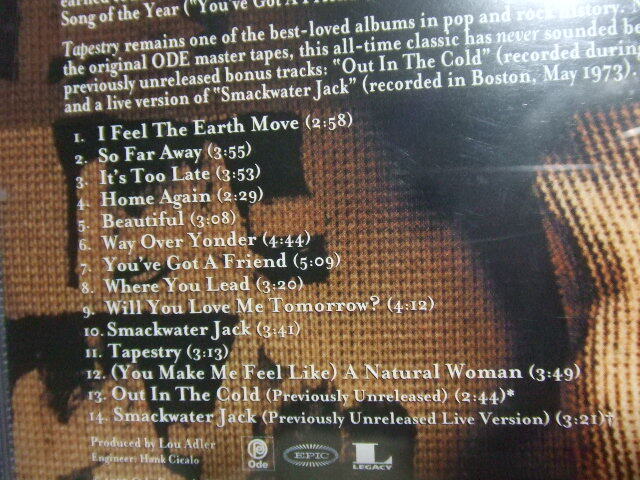 Song of the Year ("You've Got A Friend
Tapestry remains one of the best-loved albums in pop and rock history.
the original ODE master tapes, this all-time classic has never sounded be
previously unreleased bonus tracks: "Out In The Cold" (recorded during
and a live version of "Smackwater Jack" (recorded in Boston, May 1973).
1. I Feel The Earth Move (2:58)
2. So Far Away (3:55)
3. It's Too Late (3:53)
4. Home Again (2:29)
5. Beautiful (3:08)
6. Way Over Yonder (4:44)
7. You've Got A Friend (5:09)
8. Where You Lead (3:20)
9. Will You Love Me Tomorrow? (4:12)
10. Smackwater Jack (3:41)
11. Tapestry (3:13)
12. (You Make Me Feel Like) A Natural Woman (3:49)
13. Out In The Cold (Previously Unreleased) (2:44)*
14. Smackwater Jack (Previously Unreleased Live Version) (3:21)†
Produced by Lou Adler
Engineer: Hank Cicalo
Ode
EPIC
L
LEGACY